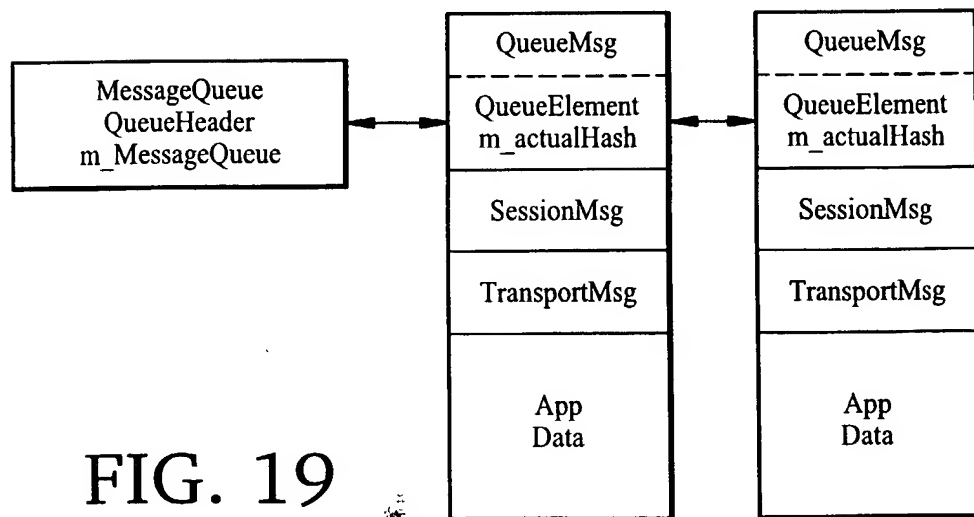 MessageQueue
QueueHeader
m_MessageQueue
QueueMsg
QueueElement
m_actualHash
SessionMsg
TransportMsg
App
Data
QueueMsg
QueueElement
m_actualHash
SessionMsg
TransportMsg
App
Data
FIG. 19